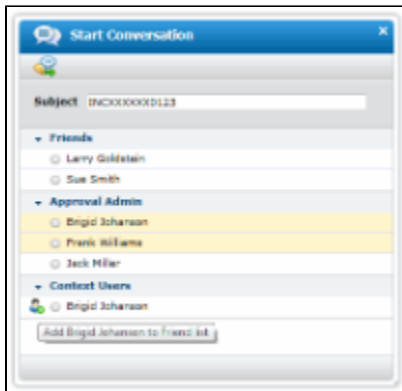 Start Conversation
Subject INCXXXXXX0123
Friends
Larry Goldstein
Sue Smith
Approval Admin
Brigid Johanson
Frank Williams
Jack Miller
Context Users
Brigid Johanson
Add Brigid Johanson to Friend list